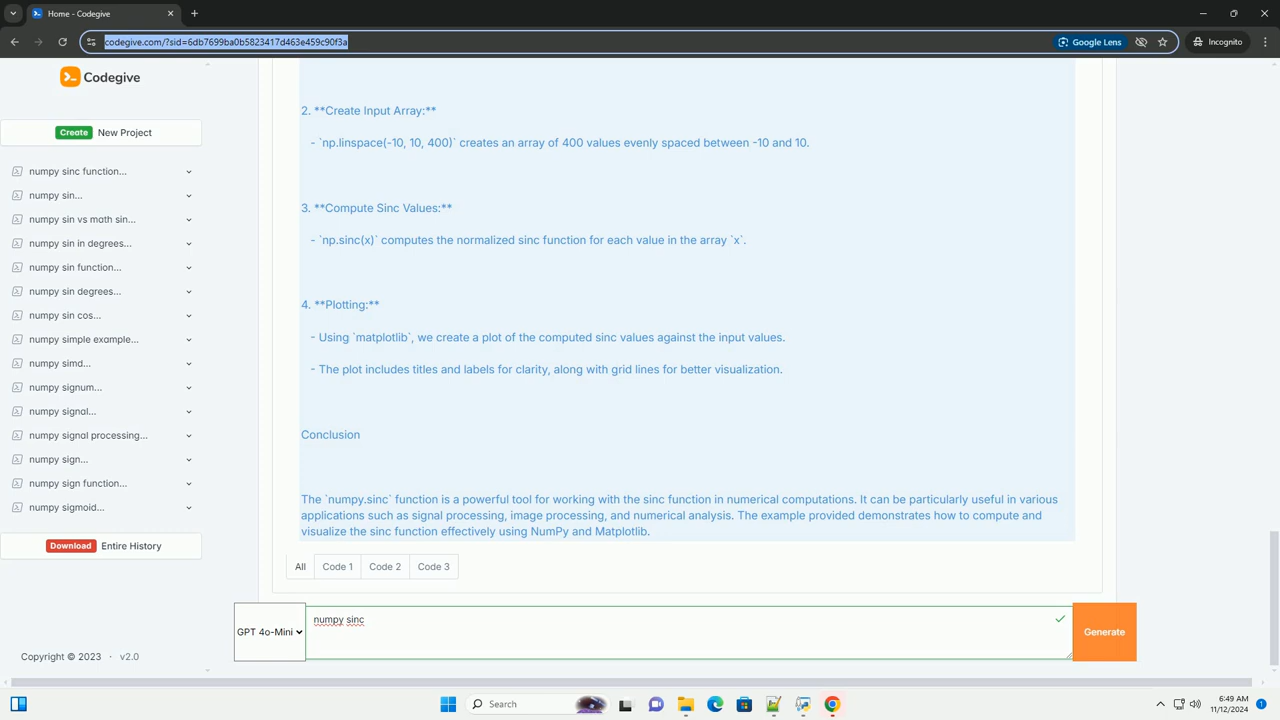 Home - Codegive
codegive.com/?sid=6db7699ba0b5823417d463e459c90f3a
Google Lens
Incognito
Codegive
Create New Project
numpy sinc function...
numpy sin...
numpy sin vs math sin...
numpy sin in degrees...
numpy sin function...
numpy sin degrees...
numpy sin cos...
numpy simple example...
numpy simd...
numpy signum...
numpy signal...
numpy signal processing...
numpy sign...
numpy sign function...
numpy sigmoid...
Download Entire History
Copyright © 2023 · v2.0
2. **Create Input Array:**
- `np.linspace(-10, 10, 400)` creates an array of 400 values evenly spaced between -10 and 10.
3. **Compute Sinc Values:**
- `np.sinc(x)` computes the normalized sinc function for each value in the array `x`.
4. **Plotting:**
- Using `matplotlib`, we create a plot of the computed sinc values against the input values.
- The plot includes titles and labels for clarity, along with grid lines for better visualization.
Conclusion
The `numpy.sinc` function is a powerful tool for working with the sinc function in numerical computations. It can be particularly useful in various
applications such as signal processing, image processing, and numerical analysis. The example provided demonstrates how to compute and
visualize the sinc function effectively using NumPy and Matplotlib.
All Code 1 Code 2 Code 3
GPT 4o-Mini
numpy sinc
Generate
Search
6:49 AM
11/12/2024